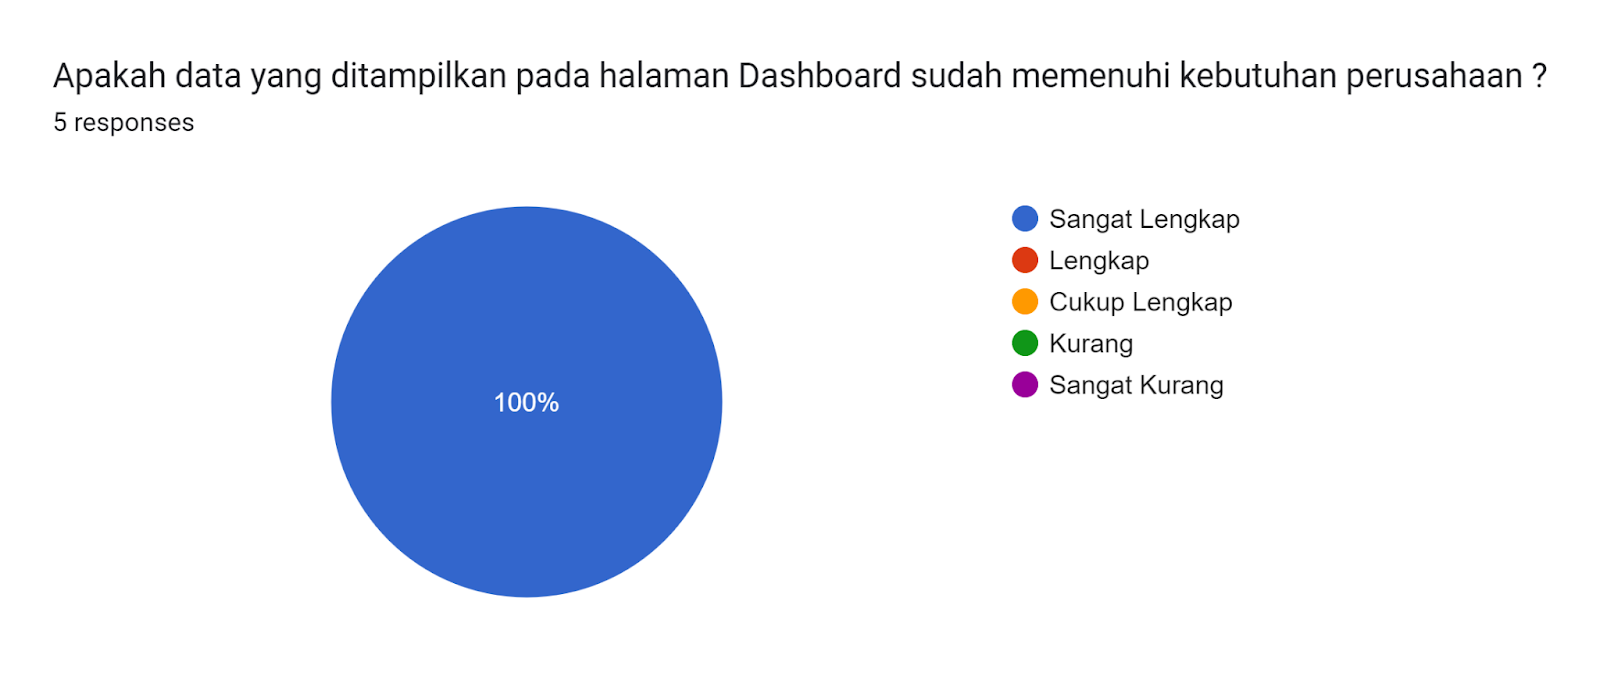 Apakah data yang ditampilkan pada halaman Dashboard sudah memenuhi kebutuhan perusahaan ?
5 responses
100%
Sangat Lengkap
Lengkap
Cukup Lengkap
Kurang
Sangat Kurang